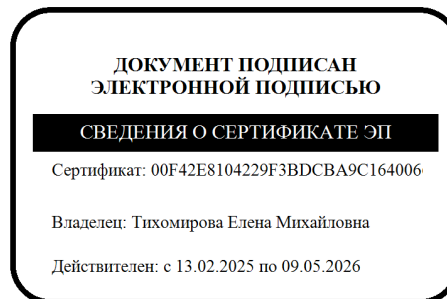 ДОКУМЕНТ ПОДПИСАН
ЭЛЕКТРОННОЙ ПОДПИСЬЮ
СВЕДЕНИЯ О СЕРТИФИКАТЕ ЭП
Сертификат: 00F42E8104229F3BDCBA9C164006
Владелец: Тихомирова Елена Михайловна
Действителен: с 13.02.2025 по 09.05.2026